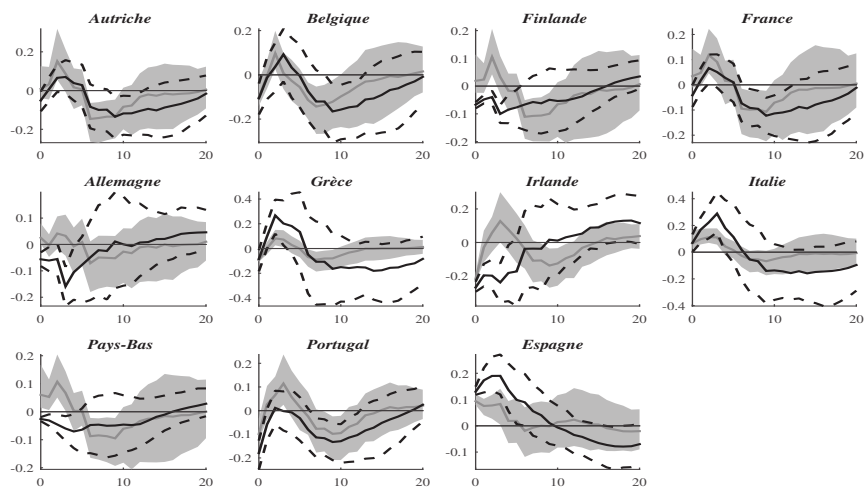 Autriche Belgique Finlande France
0.2 0.2 0.2 0.2
0.1 0.1
0 0 0 0
-0.1 -0.1
-0.2 -0.2 -0.2 -0.2
0 10 20 0 10 20 0 10 20 0 10 20
Allemagne Grèce Irlande Italie
0.1 0.4 0.2 0.4
0.2 0.2
0 0 0 0
-0.1 -0.2 -0.2 -0.2
-0.2 -0.4 -0.4
0 10 20 0 10 20 0 10 20 0 10 20
Pays-Bas Portugal Espagne
0.2 0.2 0.2
0.1 0.1 0.1
0 0 0
-0.1 -0.1 -0.1
-0.2 -0.2
0 10 20 0 10 20 0 10 20